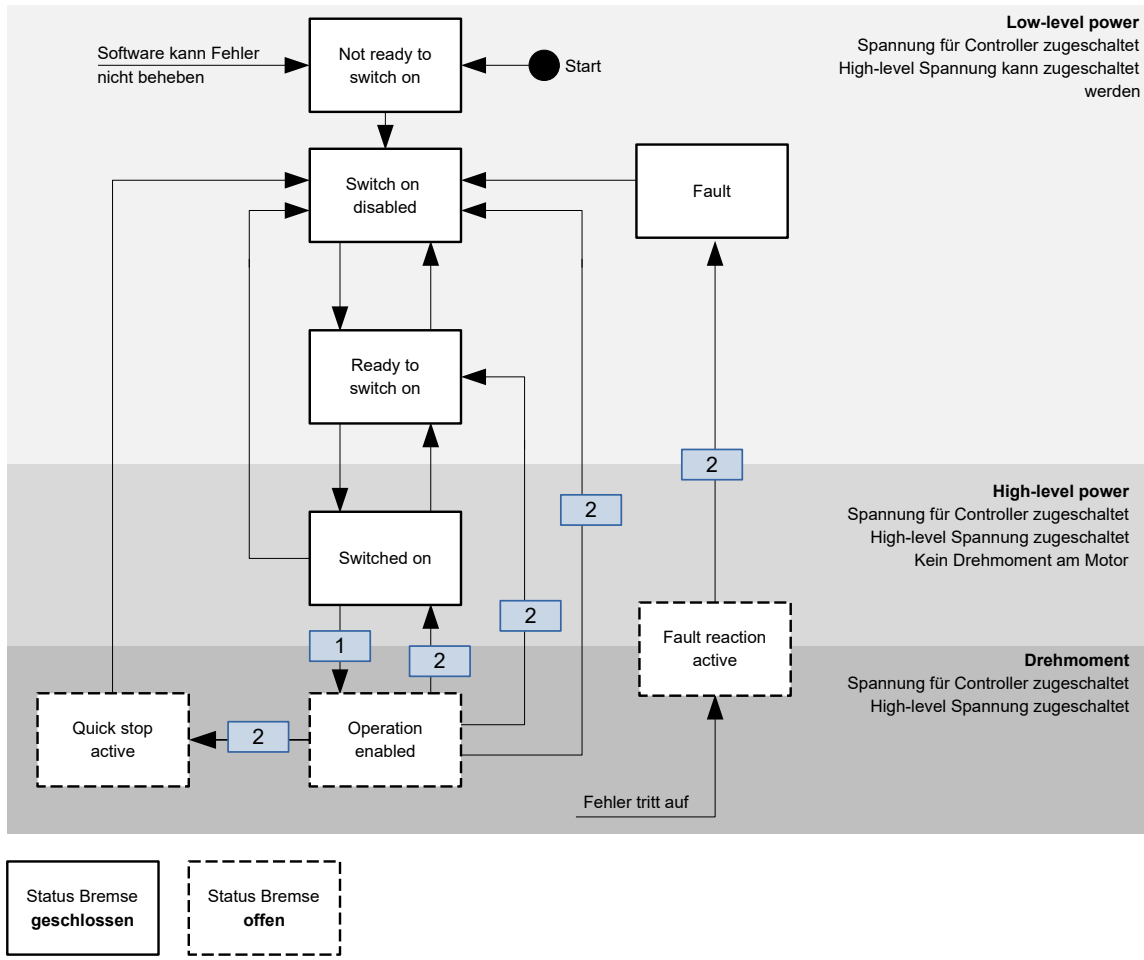 Low-level power
Spannung für Controller zugeschaltet
High-level Spannung kann zugeschaltet
werden
Software kann Fehler
nicht beheben
Not ready to
switch on
Start
Switch on
disabled
Fault
Ready to
switch on
2
High-level power
Spannung für Controller zugeschaltet
High-level Spannung zugeschaltet
Kein Drehmoment am Motor
2
Switched on
2
1
2
Fault reaction
active
Drehmoment
Spannung für Controller zugeschaltet
High-level Spannung zugeschaltet
Quick stop
active
2
Operation
enabled
Fehler tritt auf
Status Bremse
geschlossen
Status Bremse
offen